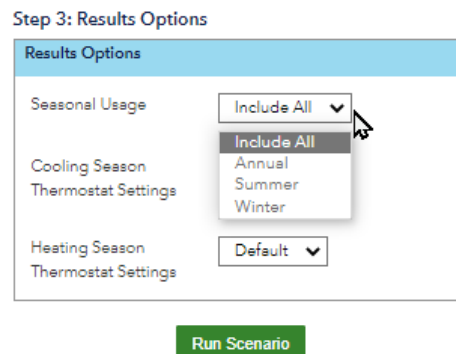 Step 3: Results Options
Results Options
Seasonal Usage
Include All
Include All
Annual
Summer
Winter
Cooling Season
Thermostat Settings
Heating Season
Thermostat Settings
Default
Run Scenario